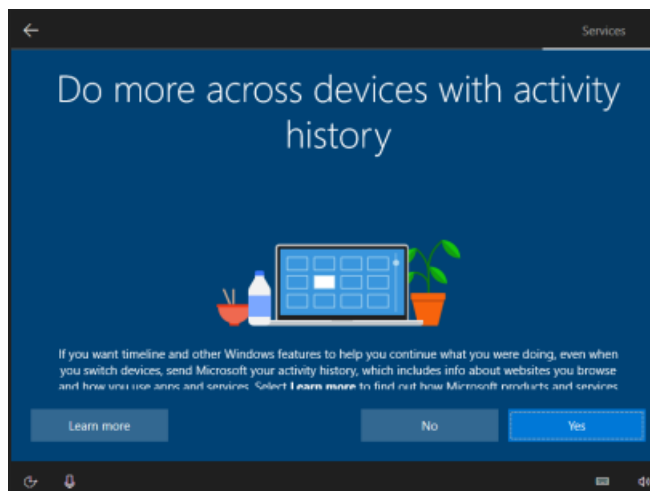 Services
Do more across devices with activity
history
If you want timeline and other Windows features to help you continue what you were doing, even when
you switch devices, send Microsoft your activity history, which includes info about websites you browse
and how you use apps and services. Select Learn more to find out how Microsoft products and services
Learn more
No
Yes